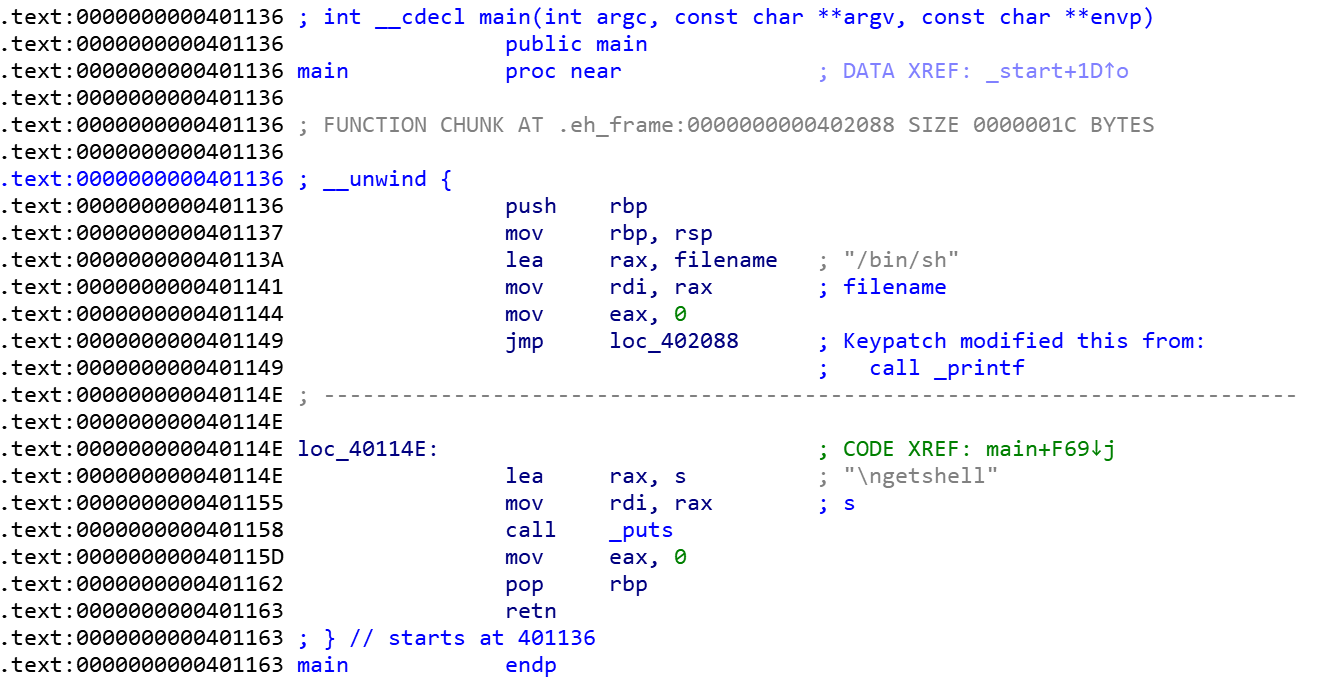 .text:0000000000401136 ; int __cdecl main(int argc, const char **argv, const char **envp)
.text:0000000000401136                 public main
.text:0000000000401136 main            proc near               ; DATA XREF: _start+1D↑o
.text:0000000000401136
.text:0000000000401136 ; FUNCTION CHUNK AT .eh_frame:0000000000402088 SIZE 0000001C BYTES
.text:0000000000401136
.text:0000000000401136 ; __unwind {
.text:0000000000401136                 push    rbp
.text:0000000000401137                 mov     rbp, rsp
.text:000000000040113A                 lea     rax, filename   ; "/bin/sh"
.text:0000000000401141                 mov     rdi, rax        ; filename
.text:0000000000401144                 mov     eax, 0
.text:0000000000401149                 jmp     loc_402088      ; Keypatch modified this from:
.text:0000000000401149                                         ;   call _printf
.text:000000000040114E ; ---------------------------------------------------------------------------
.text:000000000040114E
.text:000000000040114E loc_40114E:                             ; CODE XREF: main+F69↓j
.text:000000000040114E                 lea     rax, s          ; "\ngetshell"
.text:0000000000401155                 mov     rdi, rax        ; s
.text:0000000000401158                 call    _puts
.text:000000000040115D                 mov     eax, 0
.text:0000000000401162                 pop     rbp
.text:0000000000401163                 retn
.text:0000000000401163 ; } // starts at 401136
.text:0000000000401163 main            endp